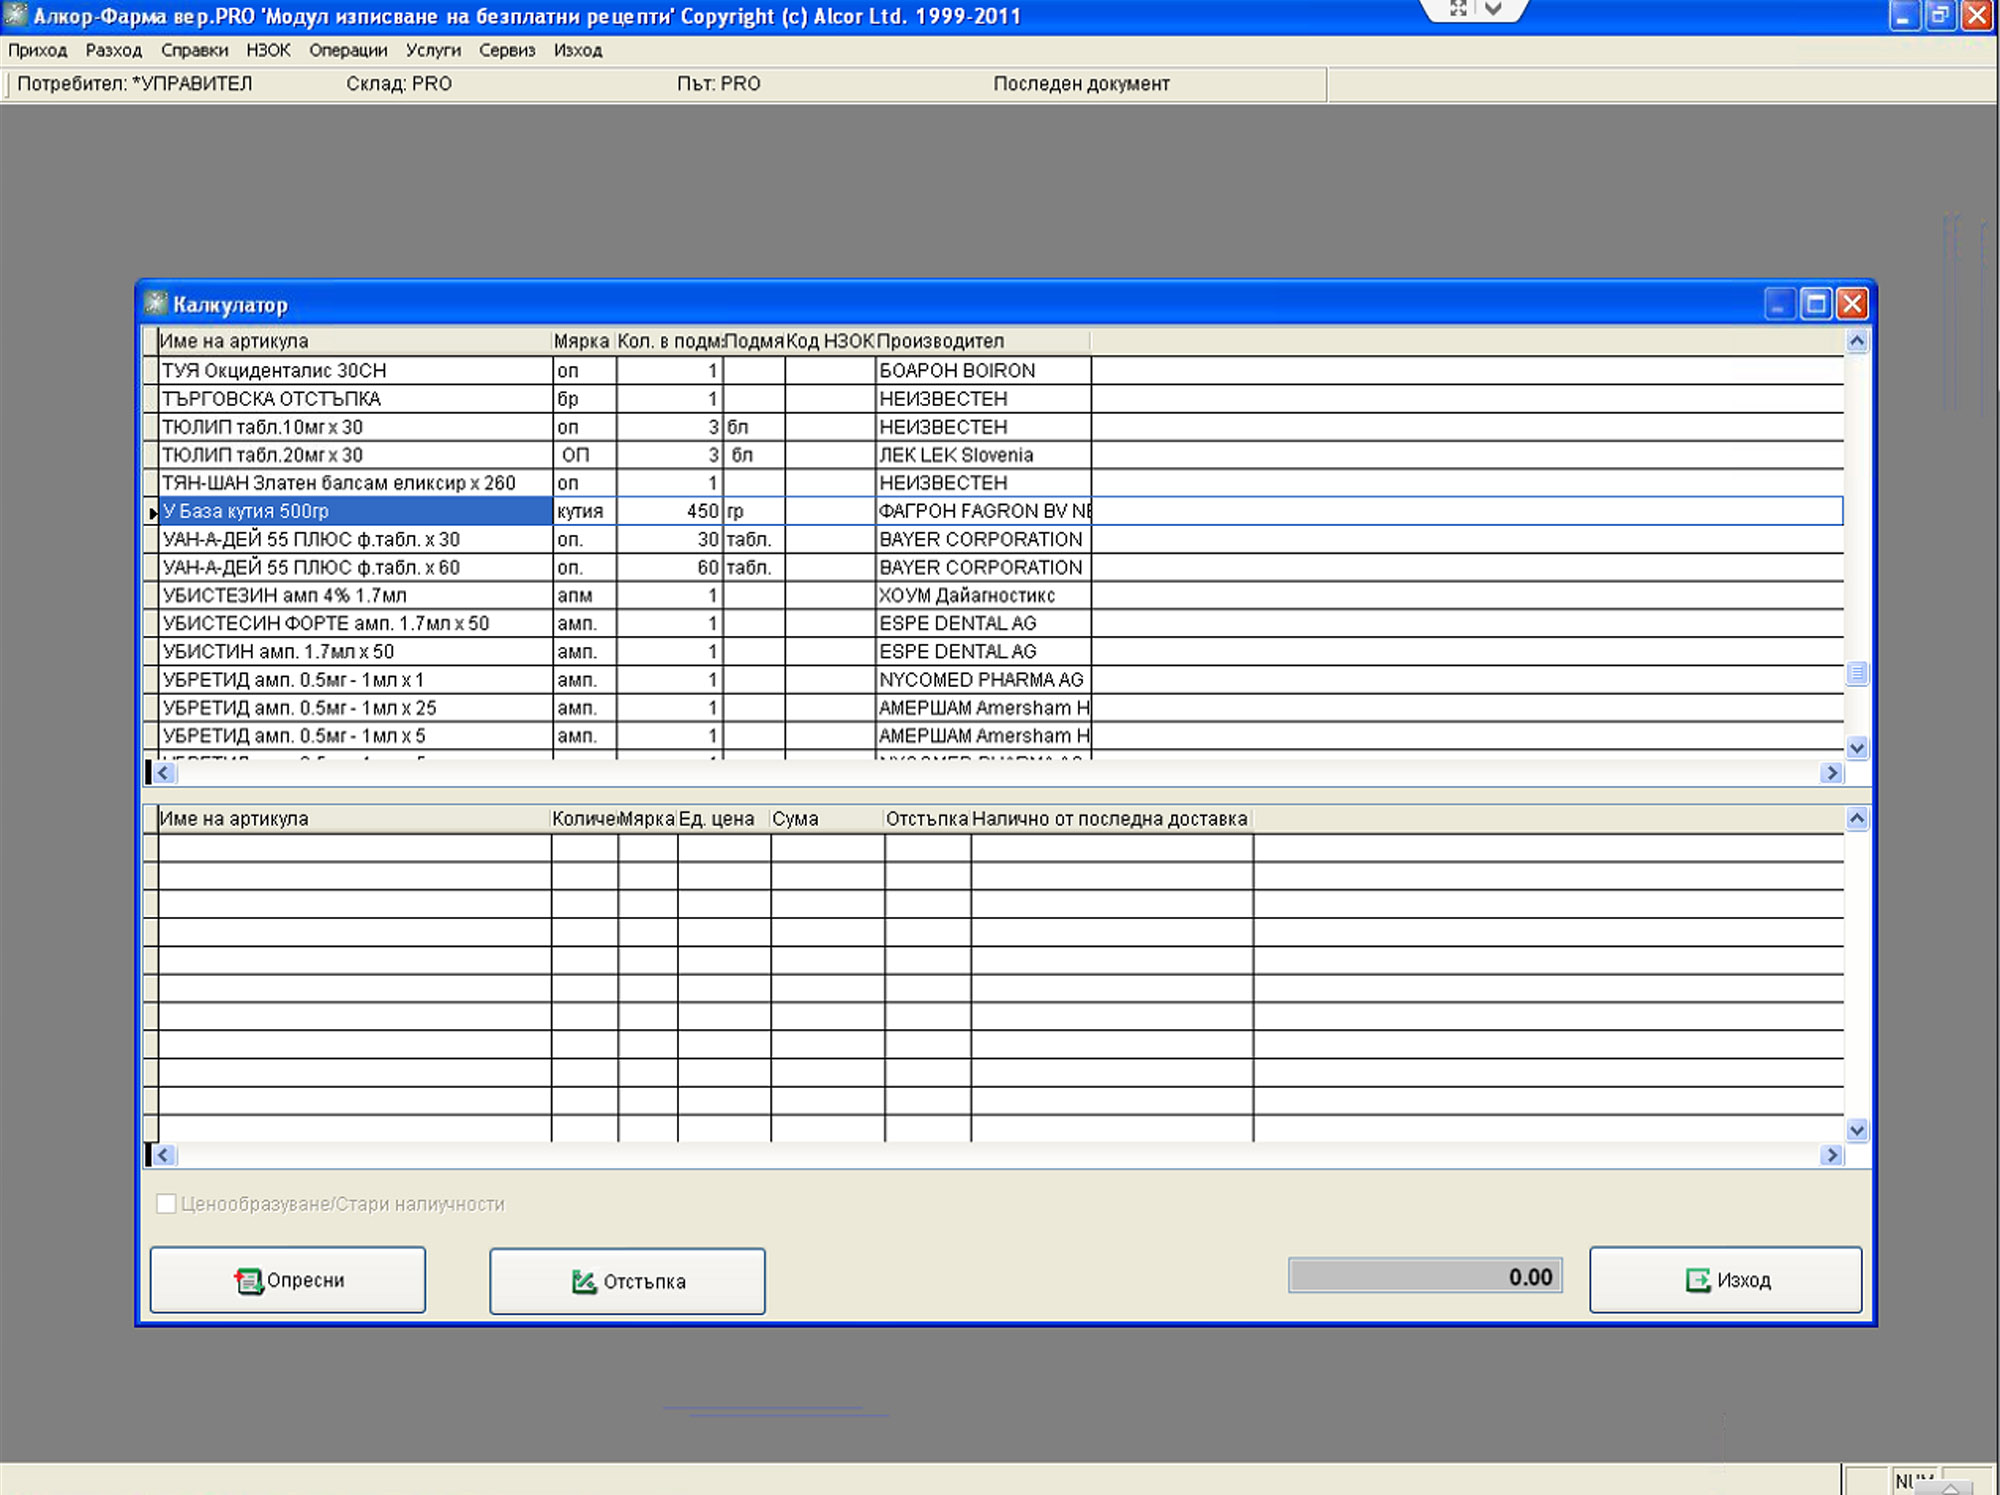 Алкор-Фарма вер.PRO 'Модул изписване на безплатни рецепти' Copyright (c) Alcor Ltd. 1999-2011
Приход Разход Справки НЗОК Операции Услуги Сервиз Изход
Потребител: *УПРАВИТЕЛ Склад: PRO Път: PRO Последен документ
Калкулатор
Име на артикула Мярка Кол. в подм: Подмя Код НЗОК Производител
ТУЯ Окциденталис 30СН оп 1 БОАРОН BOIRON
ТЪРГОВСКА ОТСТЪПКА бр 1 НЕИЗВЕСТЕН
ТЮЛИП табл.10мг х 30 оп 3 бл НЕИЗВЕСТЕН
ТЮЛИП табл.20мг х 30 ОП 3 бл ЛЕК LEK Slovenia
ТЯН-ШАН Златен балсам еликсир х 260 оп 1 НЕИЗВЕСТЕН
У База кутия 500гр кутия 450 гр ФАГРОН FAGRON BV NE
УАН-А-ДЕЙ 55 ПЛЮС ф.табл. х 30 оп. 30 табл. BAYER CORPORATION
УАН-А-ДЕЙ 55 ПЛЮС ф.табл. х 60 оп. 60 табл. BAYER CORPORATION
УБИСТЕЗИН амп 4% 1.7мл апм 1 ХОУМ Дайагностикс
УБИСТЕСИН ФОРТЕ амп. 1.7мл х 50 амп. 1 ESPE DENTAL AG
УБИСТИН амп. 1.7мл х 50 амп. 1 ESPE DENTAL AG
УБРЕТИД амп. 0.5мг - 1мл х 1 амп. 1 NYCOMED PHARMA AG
УБРЕТИД амп. 0.5мг - 1мл х 25 амп. 1 АМЕРШАМ Amersham H
УБРЕТИД амп. 0.5мг - 1мл х 5 амп. 1 АМЕРШАМ Amersham H
Име на артикула Количе Мярка Ед. цена Сума Отстъпка Налично от последна доставка
Ценообразуване/Стари налиучности
Опресни Отстъпка 0.00 Изход
NUM